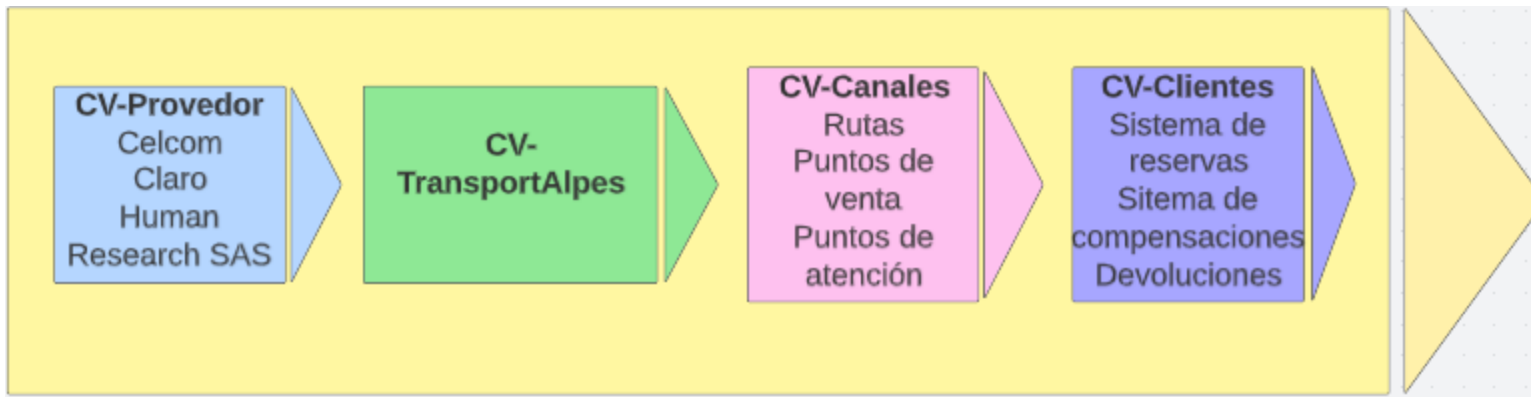 CV-Provedor
Celcom
Claro
Human
Research SAS
CV-
TransportAlpes
CV-Canales
Rutas
Puntos de
venta
Puntos de
atención
CV-Clientes
Sistema de
reservas
Sitema de
compensaciones
Devoluciones